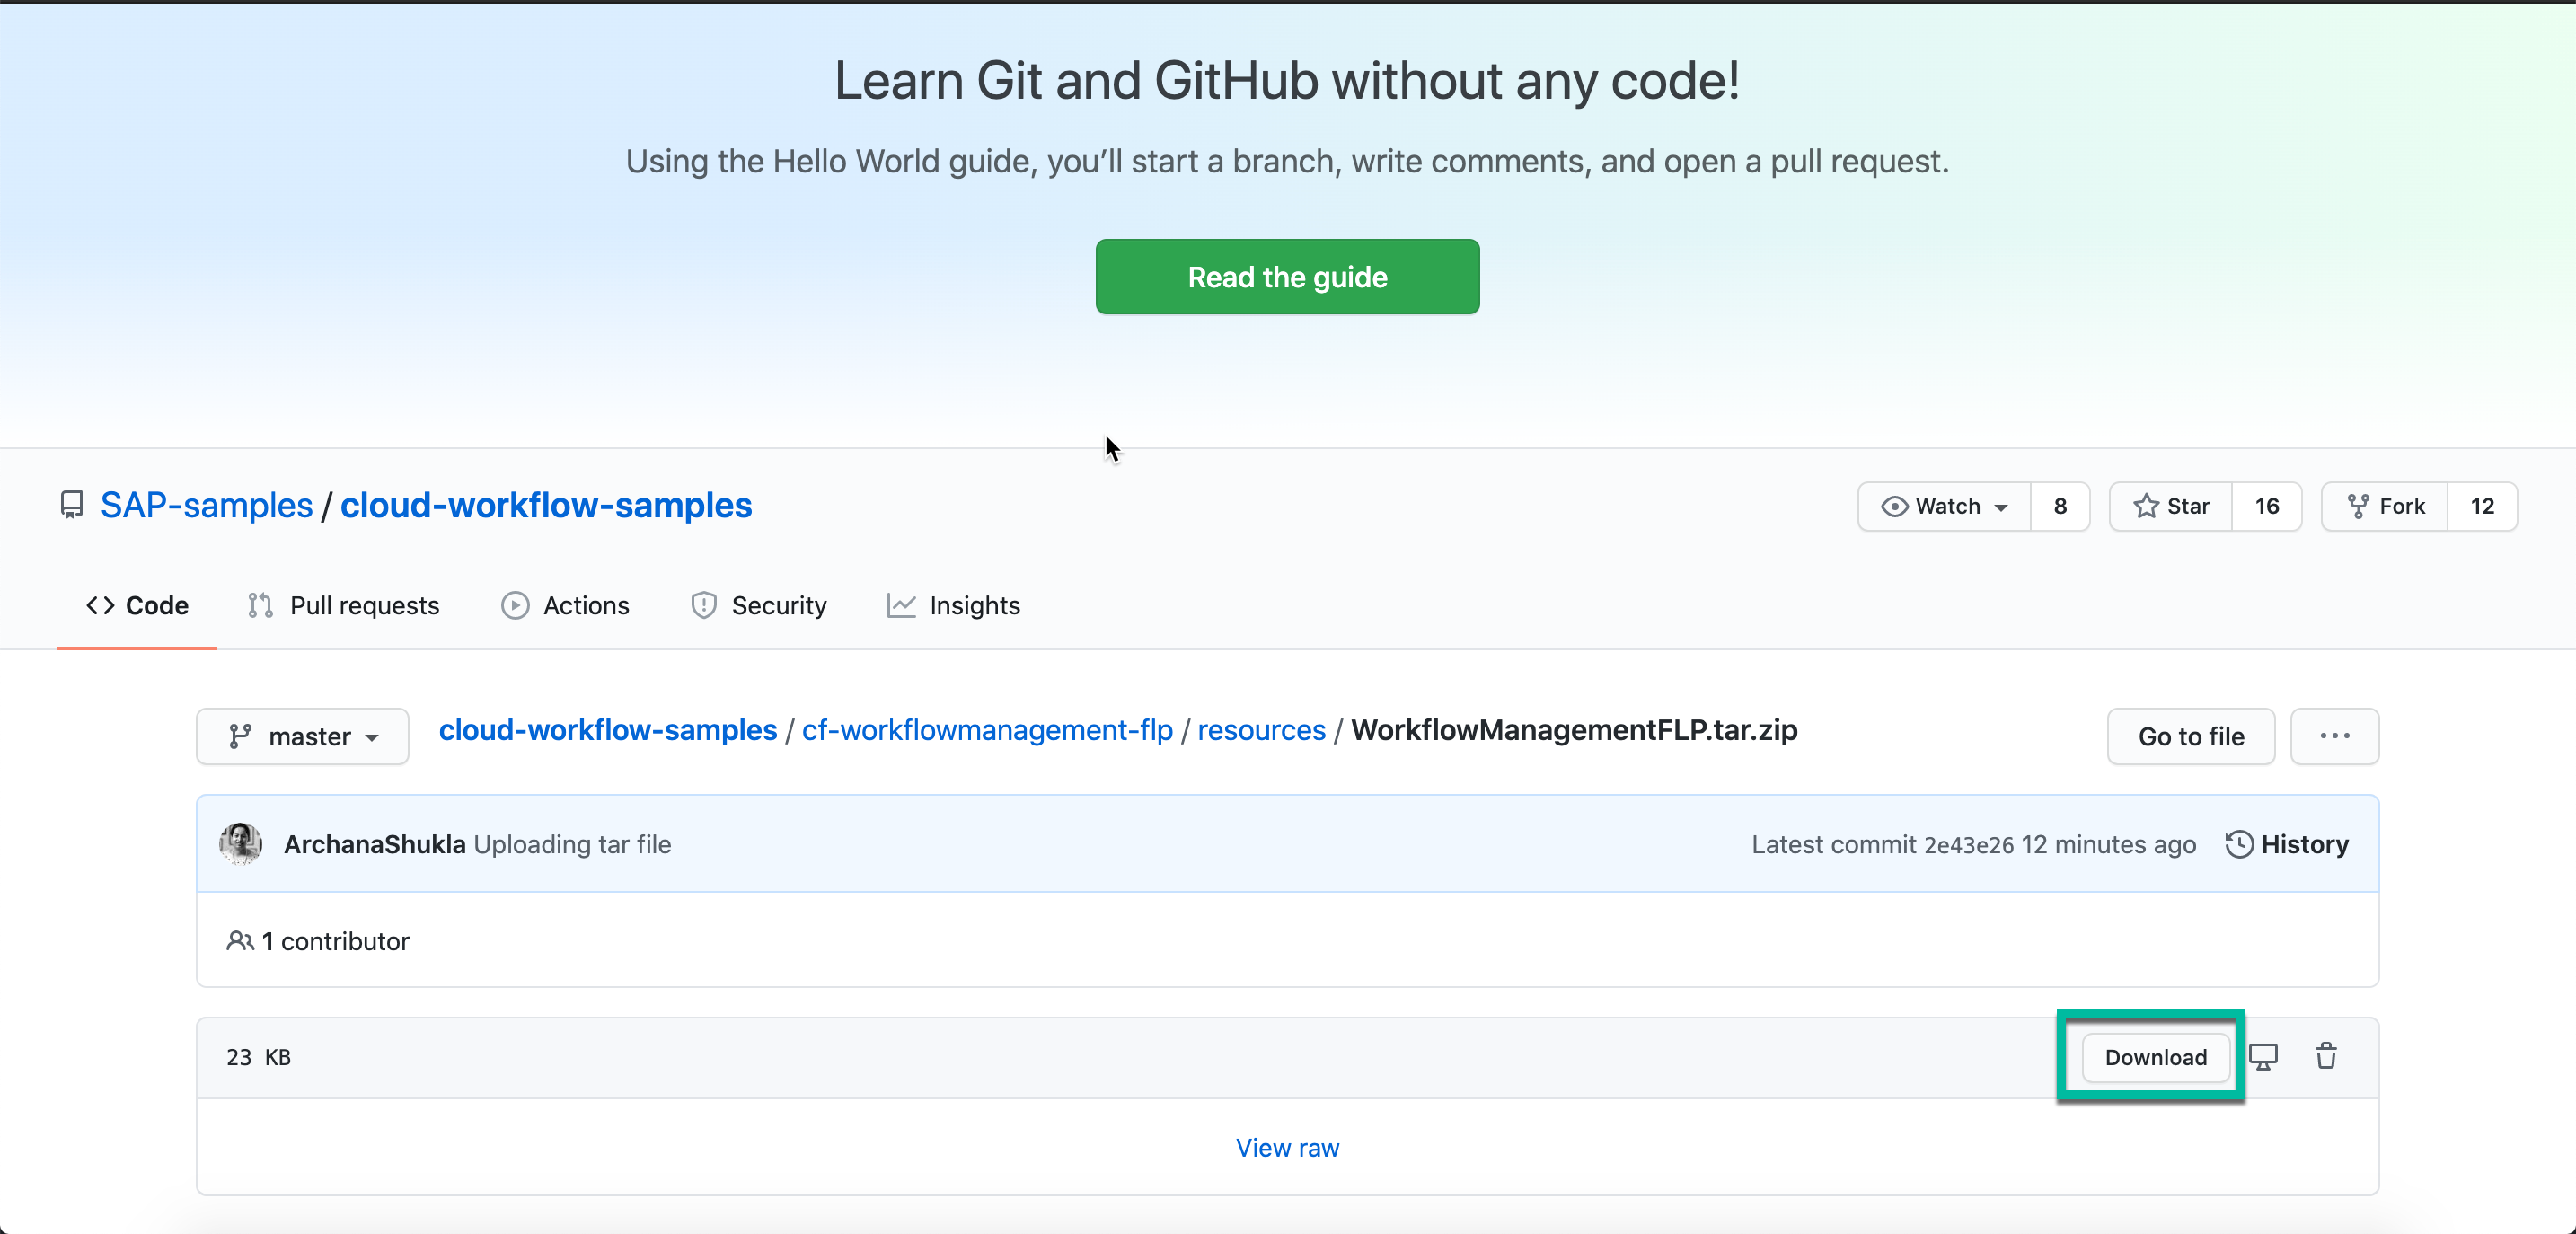 Learn Git and GitHub without any code!
Using the Hello World guide, you’ll start a branch, write comments, and open a pull request.
Read the guide
SAP-samples / cloud-workflow-samples
Watch 8 Star 16 Fork 12
Code Pull requests Actions Security Insights
master cloud-workflow-samples / cf-workflowmanagement-flp / resources / WorkflowManagementFLP.tar.zip Go to file ...
ArchanaShukla Uploading tar file Latest commit 2e43e26 12 minutes ago History
1 contributor
23 KB Download
View raw